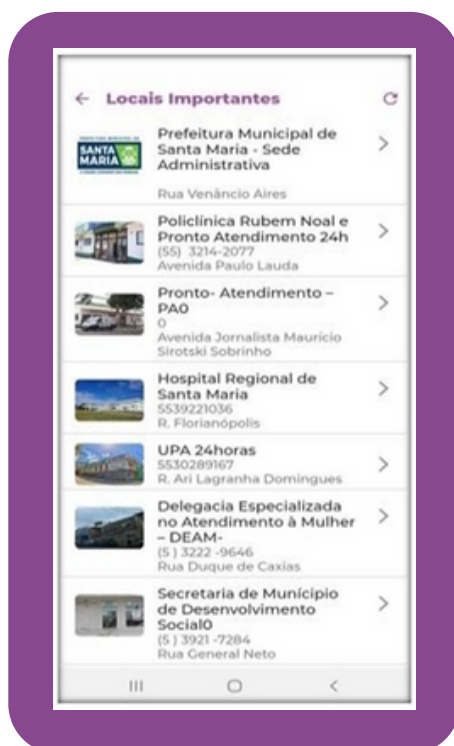 Locais Importantes
Prefeitura Municipal de
Santa Maria - Sede
Administrativa
SANTA
MARIA
Rua Venâncio Aires
Policlínica Rubem Noal e
Pronto Atendimento 24h
(55) 3214-2077
Avenida Paulo Lauda
Pronto- Atendimento –
PA0
0
Avenida Jornalista Maurício
Sirotski Sobrinho
Hospital Regional de
Santa Maria
5539221036
R. Florianópolis
UPA 24horas
5530289167
R. Ari Lagranha Domingues
Delegacia Especializada
no Atendimento à Mulher
– DEAM-
(5 ) 3222 -9646
Rua Duque de Caxias
Secretaria de Munícipio
de Desenvolvimento
Social0
(5 ) 3921 -7284
Rua General Neto